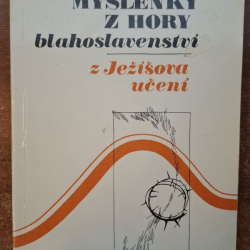 MYŠLENKY
Z HORY
blahoslavenství
z Ježíšova
učení